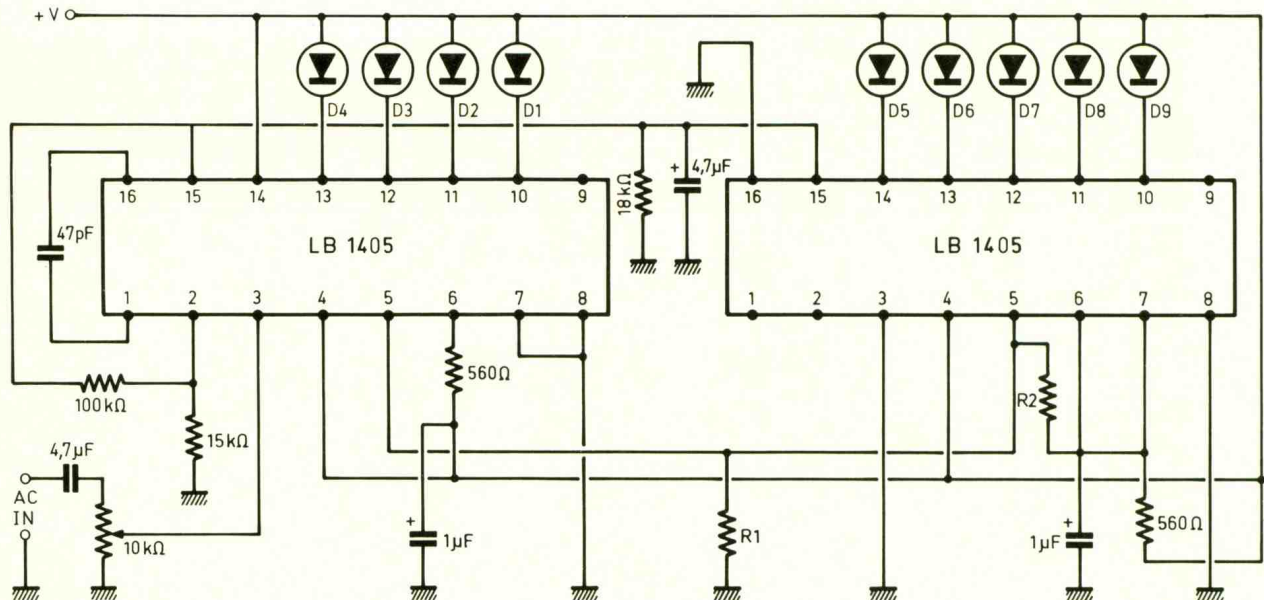 +V
D4 D3 D2 D1
D5 D6 D7 D8 D9
18kΩ
+ 4,7µF
16 15 14 13 12 11 10 9
16 15 14 13 12 11 10 9
47pF
LB 1405
LB 1405
1 2 3 4 5 6 7 8
1 2 3 4 5 6 7 8
560Ω
100kΩ
R2
15kΩ
4,7µF
AC
IN
10kΩ
+
1µF
R1
+
1µF
560Ω